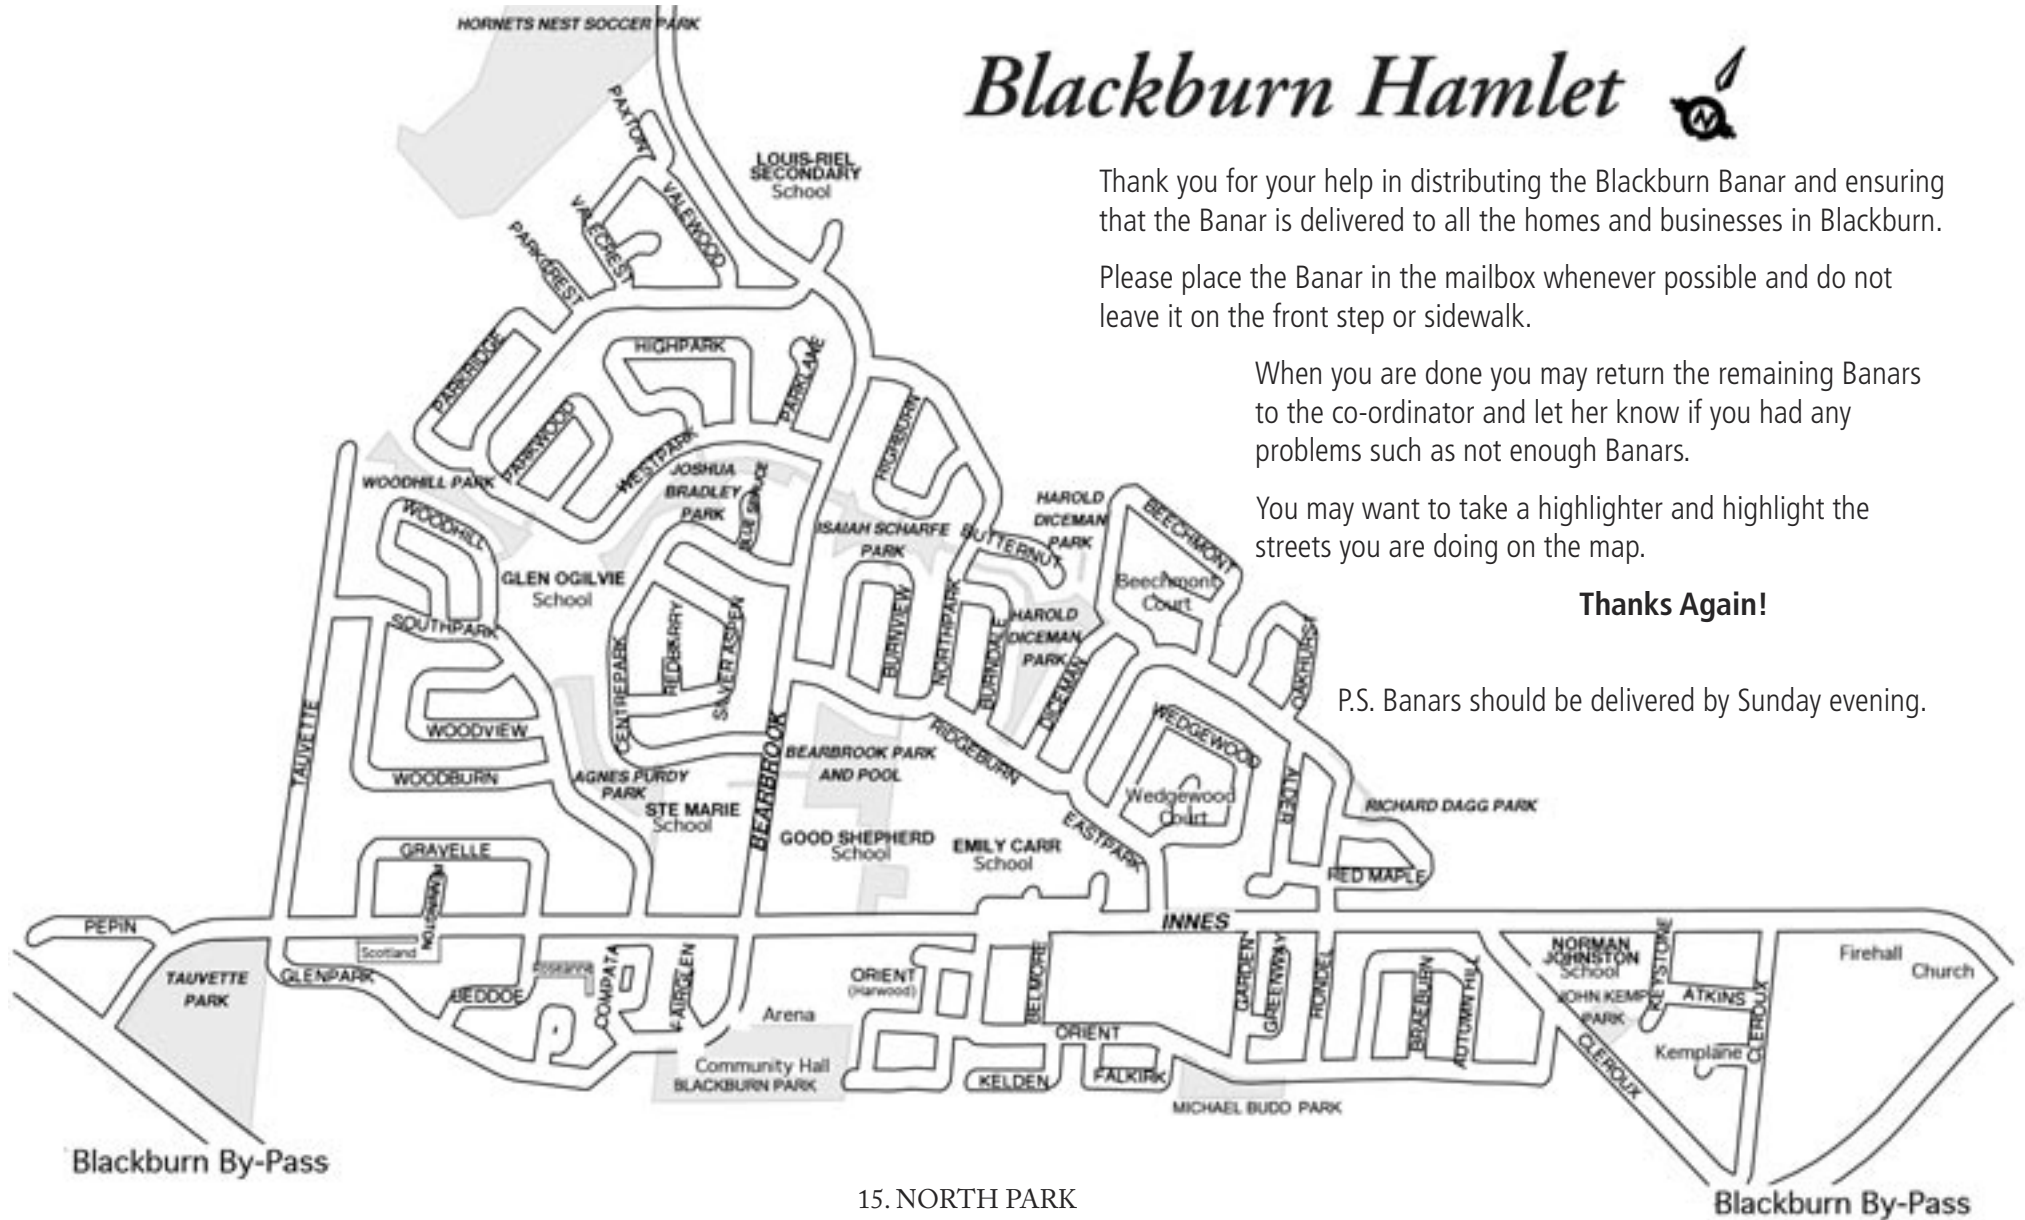 HORNETS NEST SOCCER PARK
Blackburn Hamlet
N
Thank you for your help in distributing the Blackburn Banar and ensuring
that the Banar is delivered to all the homes and businesses in Blackburn.
Please place the Banar in the mailbox whenever possible and do not
leave it on the front step or sidewalk.
When you are done you may return the remaining Banars
to the co-ordinator and let her know if you had any
problems such as not enough Banars.
You may want to take a highlighter and highlight the
streets you are doing on the map.
Thanks Again!
P.S. Banars should be delivered by Sunday evening.
PAXTON
LOUIS-RIEL
SECONDARY
School
VALEWOOD
VALECREST
PARKCREST
PARKRIDGE
HIGHPARK
PARKLANE
PARKWOOD
WESTPARK
HIGHBURN
WOODHILL PARK
JOSHUA
BRADLEY
PARK
BLUE SPRUCE
WOODHILL
ISAIAH SCHARFE
PARK
BUTTERNUT
HAROLD
DICEMAN
PARK
BEECHMONT
Beechmont
Court
GLEN OGILVIE
School
SOUTHPARK
CENTREPARK
REDBERRY
SILVER ASPEN
BURNVIEW
NORTHPARK
BURNDALE
HAROLD
DICEMAN
PARK
DICEMAN
OAKHURST
TAUVETTE
WOODVIEW
WOODBURN
BEARBROOK
RIDGEBURN
WEDGEWOOD
Wedgewood
Court
ALDER
AGNES PURDY
PARK
STE MARIE
School
BEARBROOK PARK
AND POOL
GOOD SHEPHERD
School
EMILY CARR
School
EASTPARK
RICHARD DAGG PARK
RED MAPLE
GRAVELLE
PENNINGTON
PEPIN
INNES
Scotland
TAUVETTE
PARK
GLENPARK
BEDDOE
Roseanne
COMPATA
FAIRGLEN
ORIENT
(Harwood)
Arena
BELMORE
ORIENT
GARDEN
GREENWAY
RONDEL
BRAEBURN
AUTUMN HILL
NORMAN
JOHNSTON
School
KEYSTONE
JOHN KEMP
PARK
ATKINS
CLEROUX
Kemplane
CLEROUX
Firehall
Church
Community Hall
BLACKBURN PARK
KELDEN
FALKIRK
MICHAEL BUDD PARK
Blackburn By-Pass
15. NORTH PARK
Blackburn By-Pass